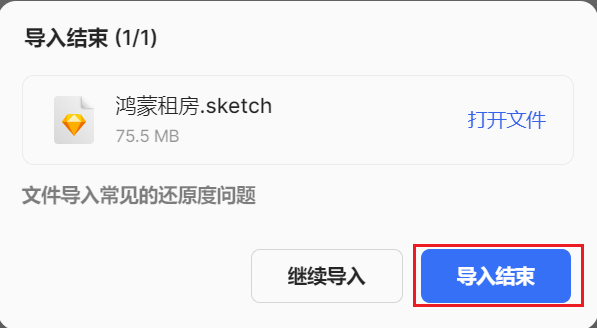 导入结束 (1/1)
鸿蒙租房.sketch
75.5 MB
打开文件
文件导入常见的还原度问题
继续导入
导入结束